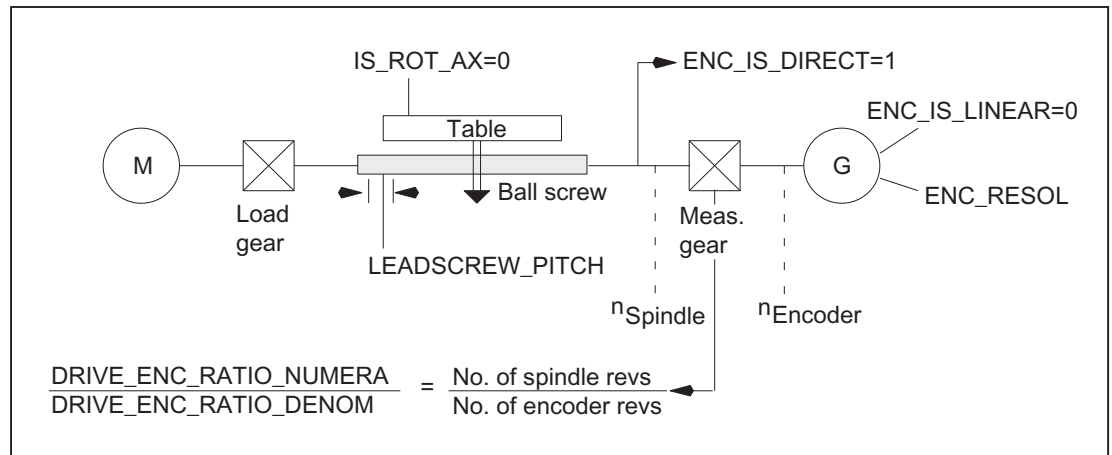 IS_ROT_AX=0
ENC_IS_DIRECT=1
ENC_IS_LINEAR=0
Table
M
G
Ball screw
ENC_RESOL
Load
gear
Meas.
gear
LEADSCREW_PITCH
nSpindle
nEncoder
DRIVE_ENC_RATIO_NUMERA = No. of spindle revs
DRIVE_ENC_RATIO_DENOM No. of encoder revs